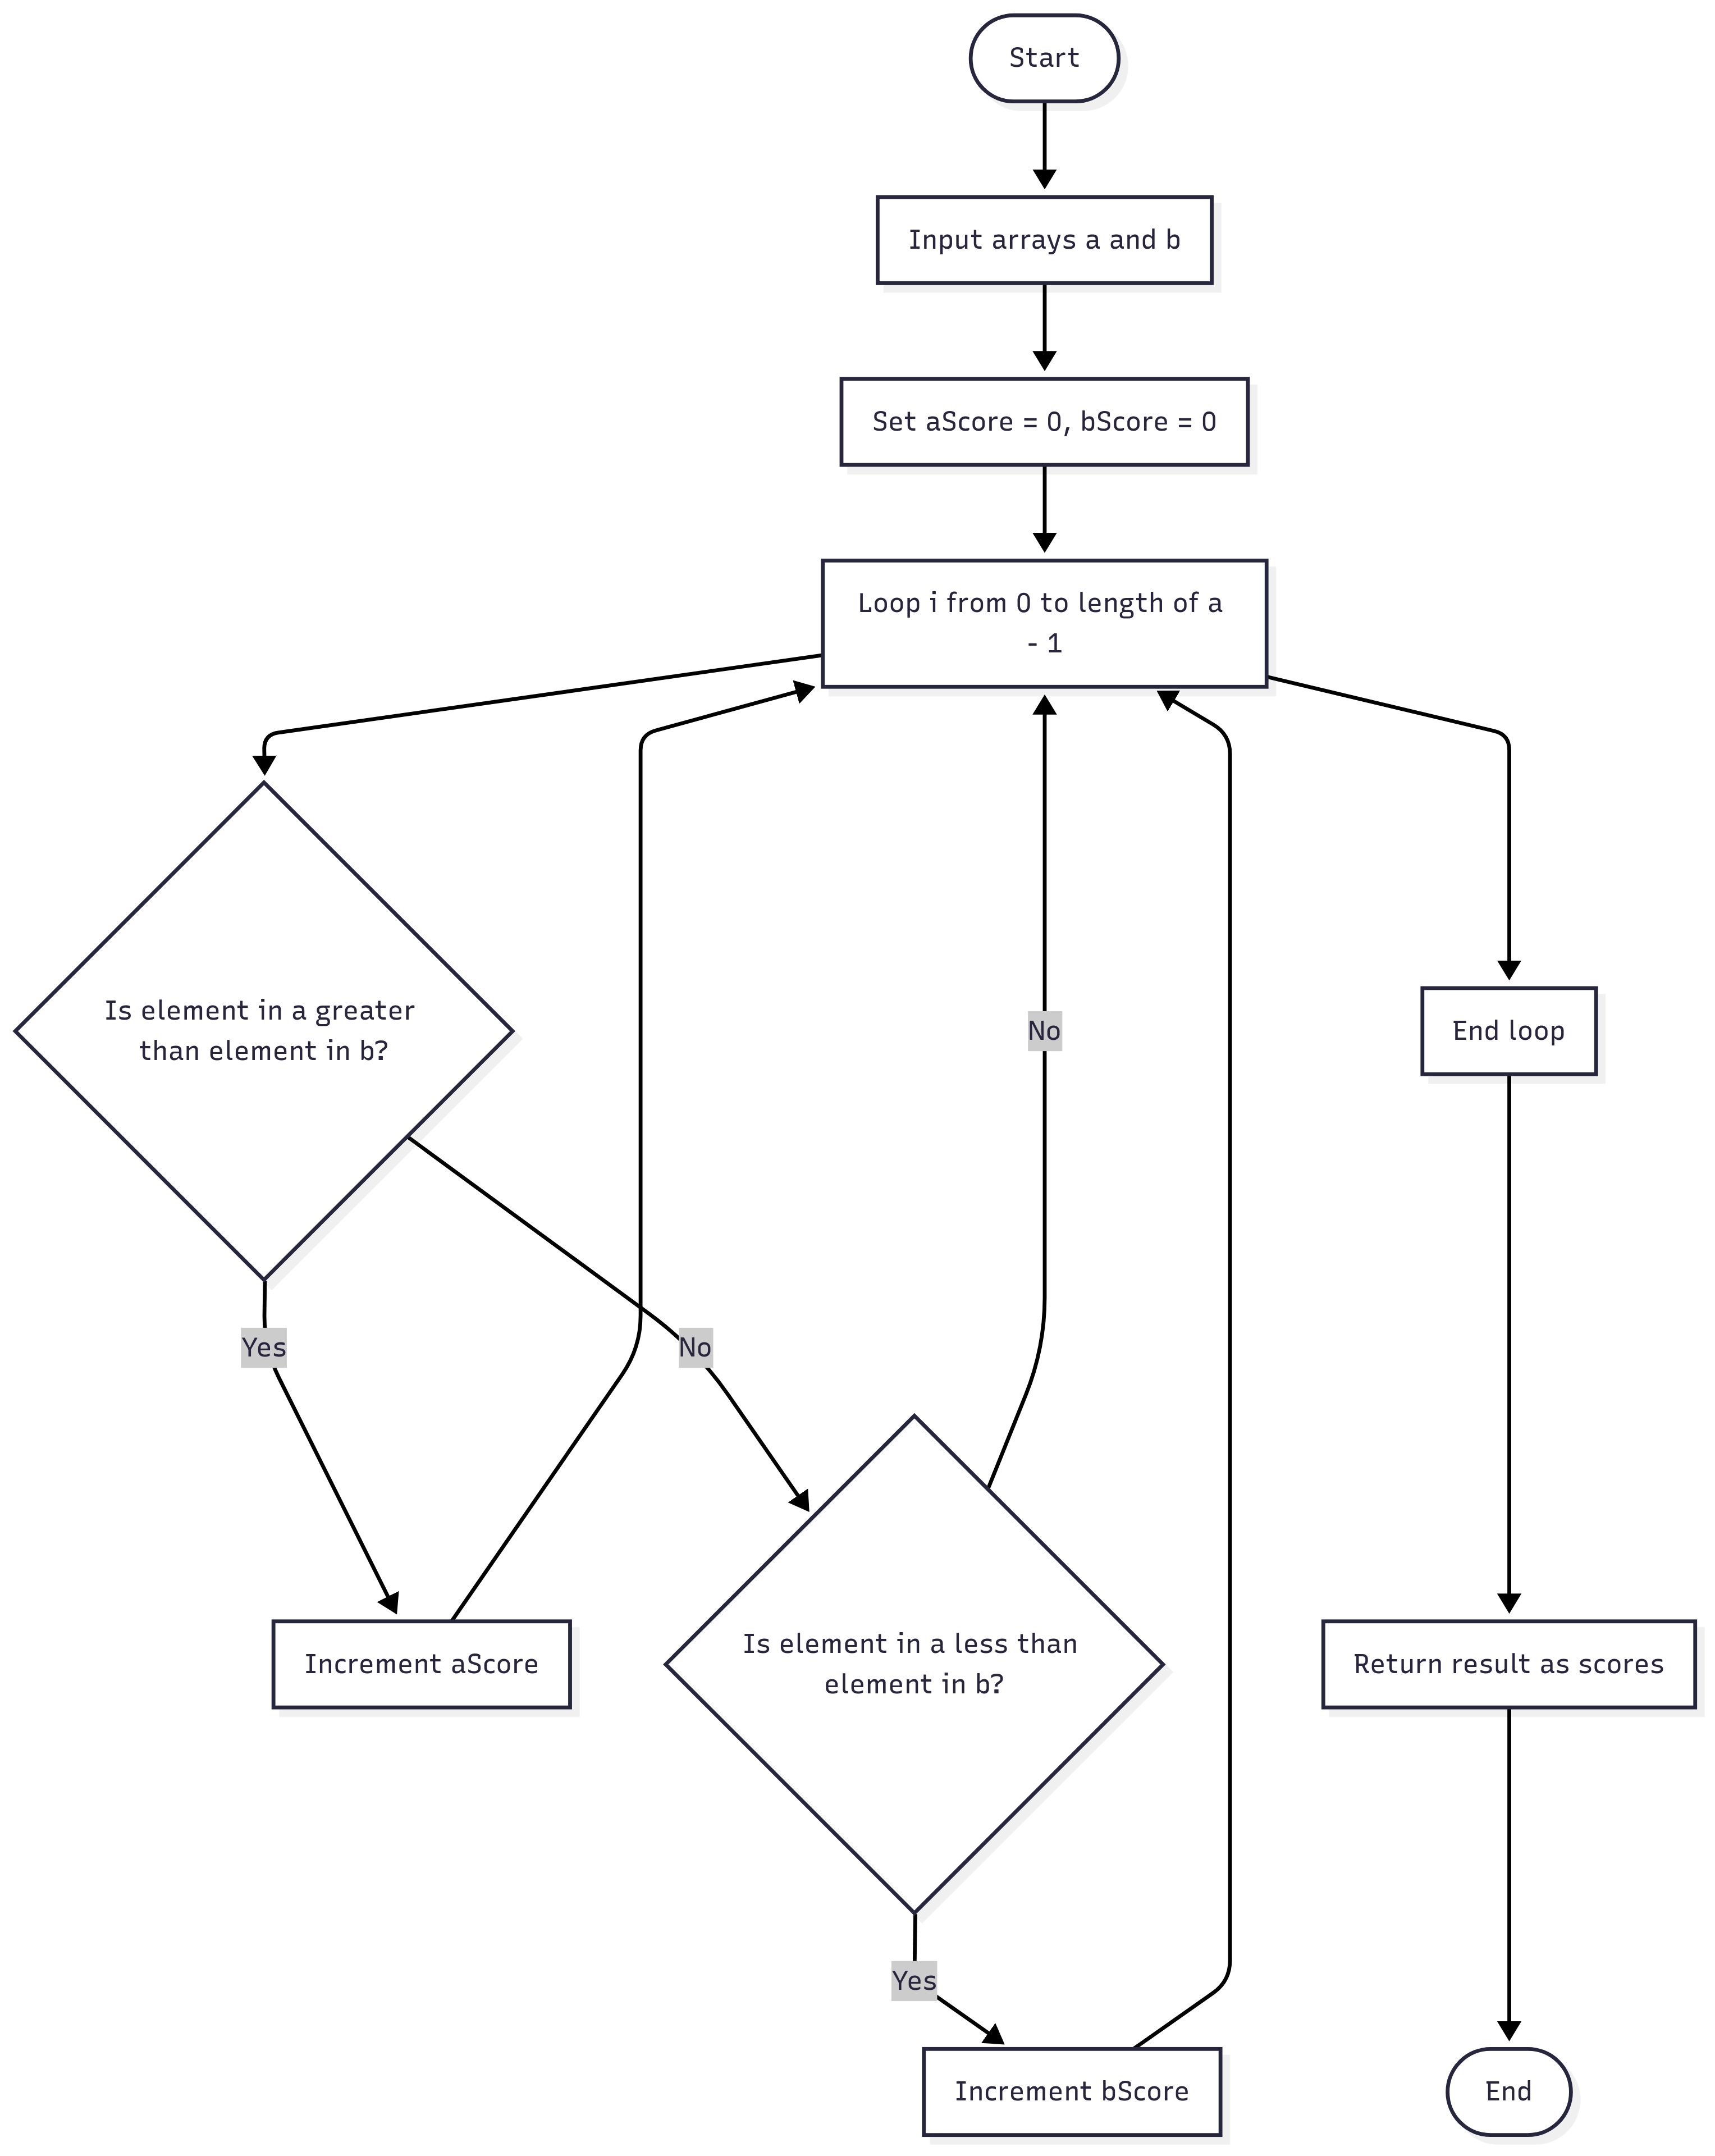 Start
Input arrays a and b
Set aScore = 0, bScore = 0
Loop i from 0 to length of a
- 1
Is element in a greater
than element in b?
No
End loop
Yes
No
Increment aScore
Is element in a less than
element in b?
Return result as scores
Yes
Increment bScore
End